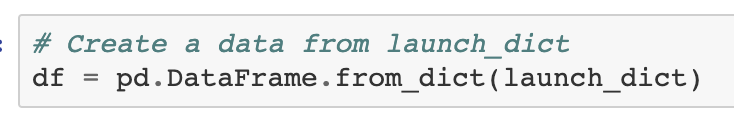 # Create a data from launch_dict
df = pd.DataFrame.from_dict(launch_dict)